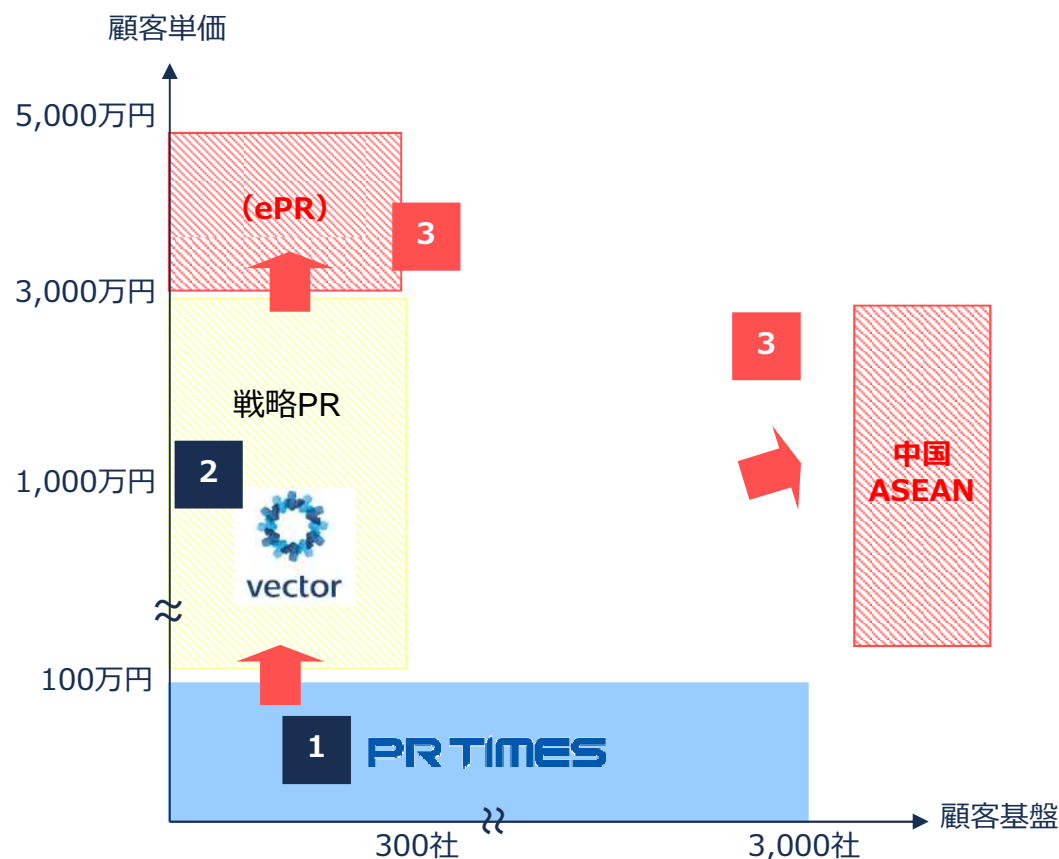 顧客単価
5,000万円
(ePR)
3
3,000万円
3
戦略PR
中国
ASEAN
2
1,000万円
vector
100万円
1
PR TIMES
顧客基盤
300社
3,000社